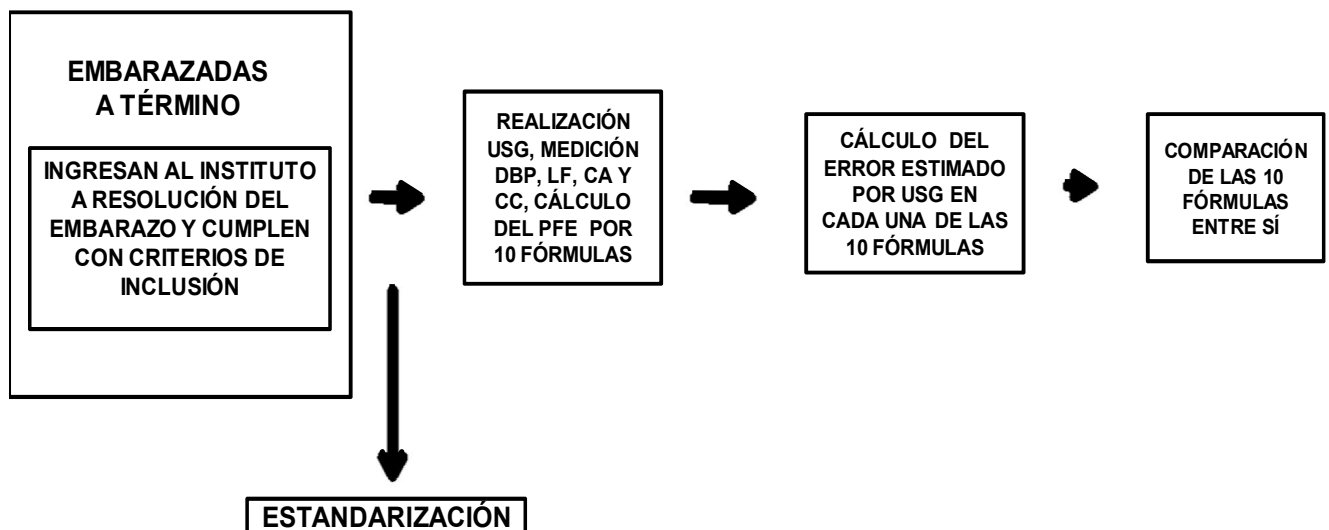 EMBARAZADAS
A TÉRMINO
INGRESAN AL INSTITUTO
A RESOLUCIÓN DEL
EMBARAZO Y CUMPLEN
CON CRITERIOS DE
INCLUSIÓN
REALIZACIÓN
USG, MEDICIÓN
DBP, LF, CA Y
CC, CÁLCULO
DEL PFE POR
10 FÓRMULAS
CÁLCULO DEL
ERROR ESTIMADO
POR USG EN
CADA UNA DE LAS
10 FÓRMULAS
COMPARACIÓN
DE LAS 10
FÓRMULAS
ENTRE SÍ
ESTANDARIZACIÓN